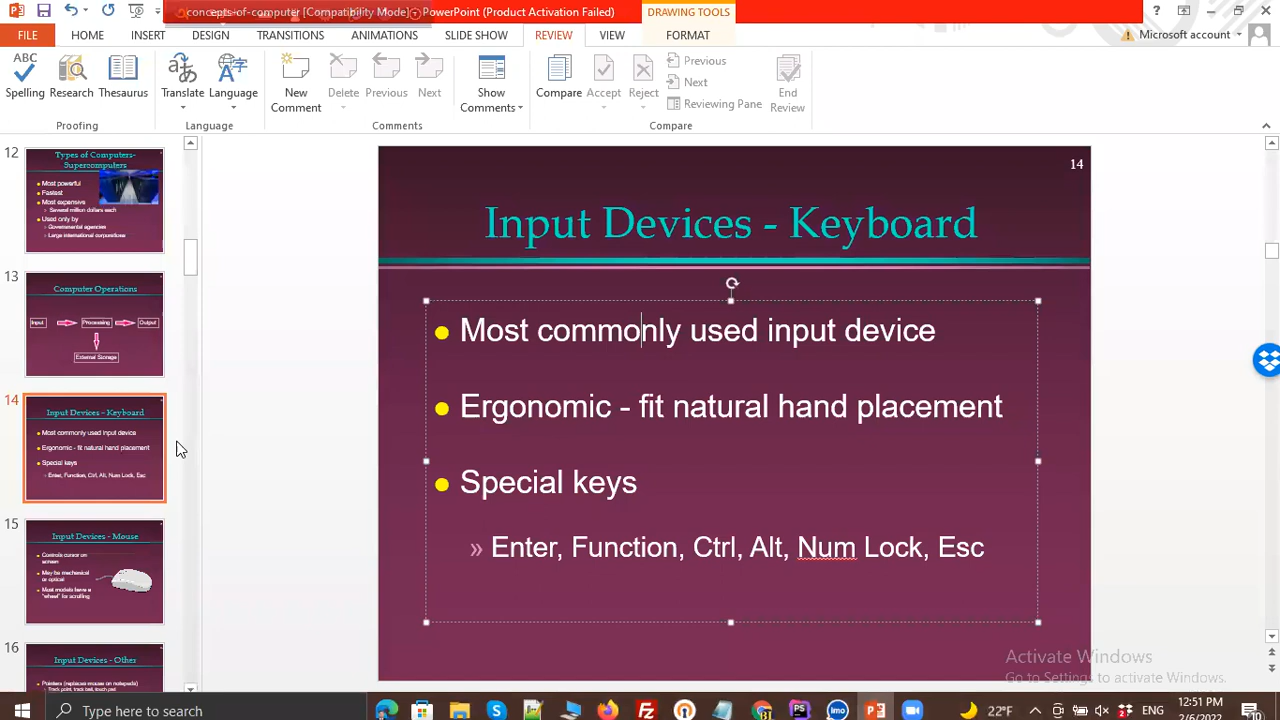 concepts-of-computer [Compatibility Mode] - PowerPoint (Product Activation Failed)
DRAWING TOOLS
?
FILE
HOME
INSERT
DESIGN
TRANSITIONS
ANIMATIONS
SLIDE SHOW
REVIEW
VIEW
FORMAT
Microsoft account
ABC
Spelling
Research
Thesaurus
Translate
Language
New
Comment
Delete
Previous
Next
Show
Comments
Compare
Accept
Reject
Previous
Next
Reviewing Pane
End
Review
Proofing
Language
Comments
Compare
12
Types of Computers-
Supercomputers
Most powerful
Fastest
Most expensive
» Several million dollars each
Used only by
» Governmental agencies
» Large international corporations
13
Computer Operations
Input
Processing
Output
External Storage
14
Input Devices - Keyboard
Most commonly used input device
Ergonomic - fit natural hand placement
Special keys
» Enter, Function, Ctrl, Alt, Num Lock, Esc
15
Input Devices - Mouse
Controls cursor on
screen
May be mechanical
or optical
Most models have a
"wheel" for scrolling
16
Input Devices - Other
Pointers (replaces mouse on notepads)
» Track point, track ball, touch pad
14
Input Devices - Keyboard
Most commonly used input device
Ergonomic - fit natural hand placement
Special keys
» Enter, Function, Ctrl, Alt, Num Lock, Esc
Activate Windows
Go to Settings to activate Windows.
Type here to search
22°F
12:51 PM